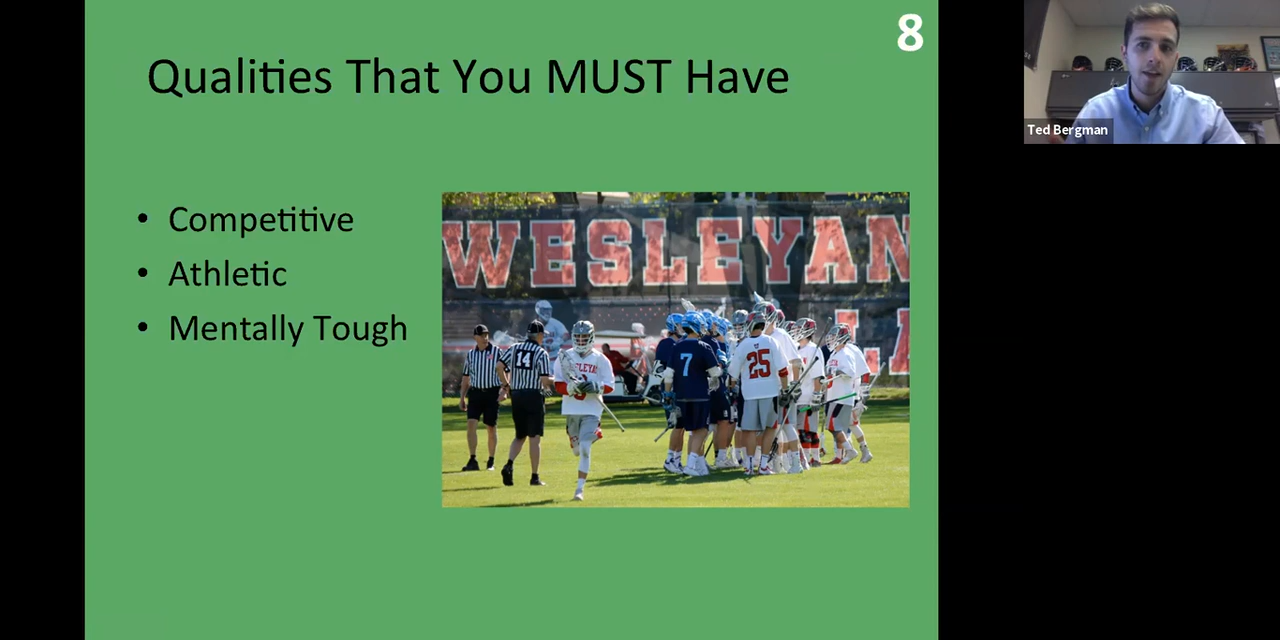 8
Qualities That You MUST Have
• Competitive
• Athletic
• Mentally Tough
WESLEYAN
14
7
25
Ted Bergman